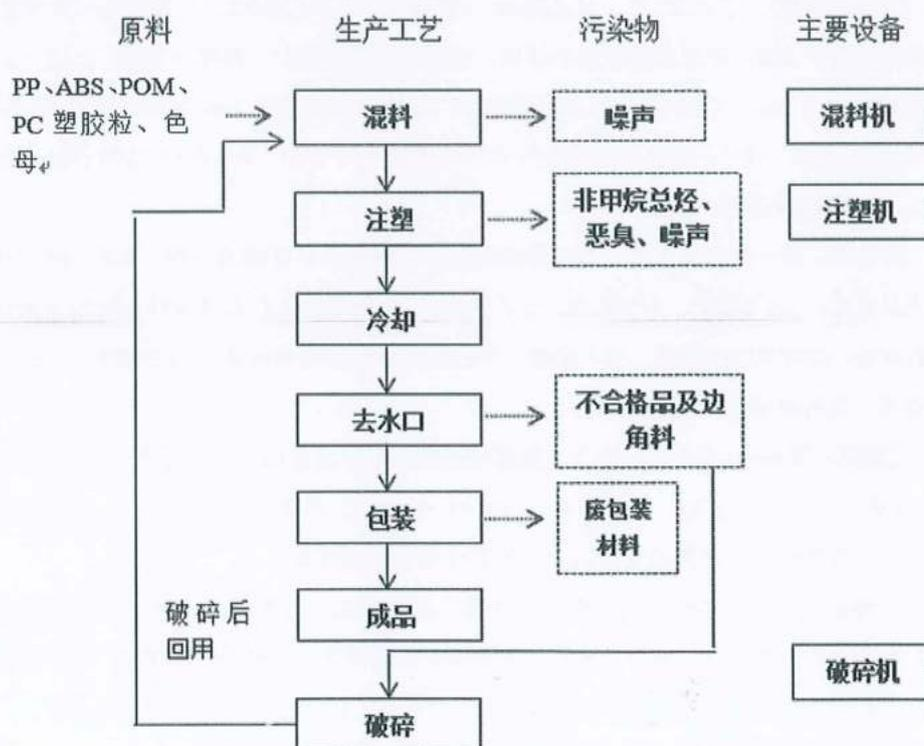 原料 生产工艺 污染物 主要设备
PP、ABS、POM、
PC 塑胶粒、色
母
混料
噪声
混料机
注塑
非甲烷总烃、
恶臭、噪声
注塑机
冷却
去水口
不合格品及边
角料
包装
废包装
材料
成品
破碎后
回用
破碎机
破碎